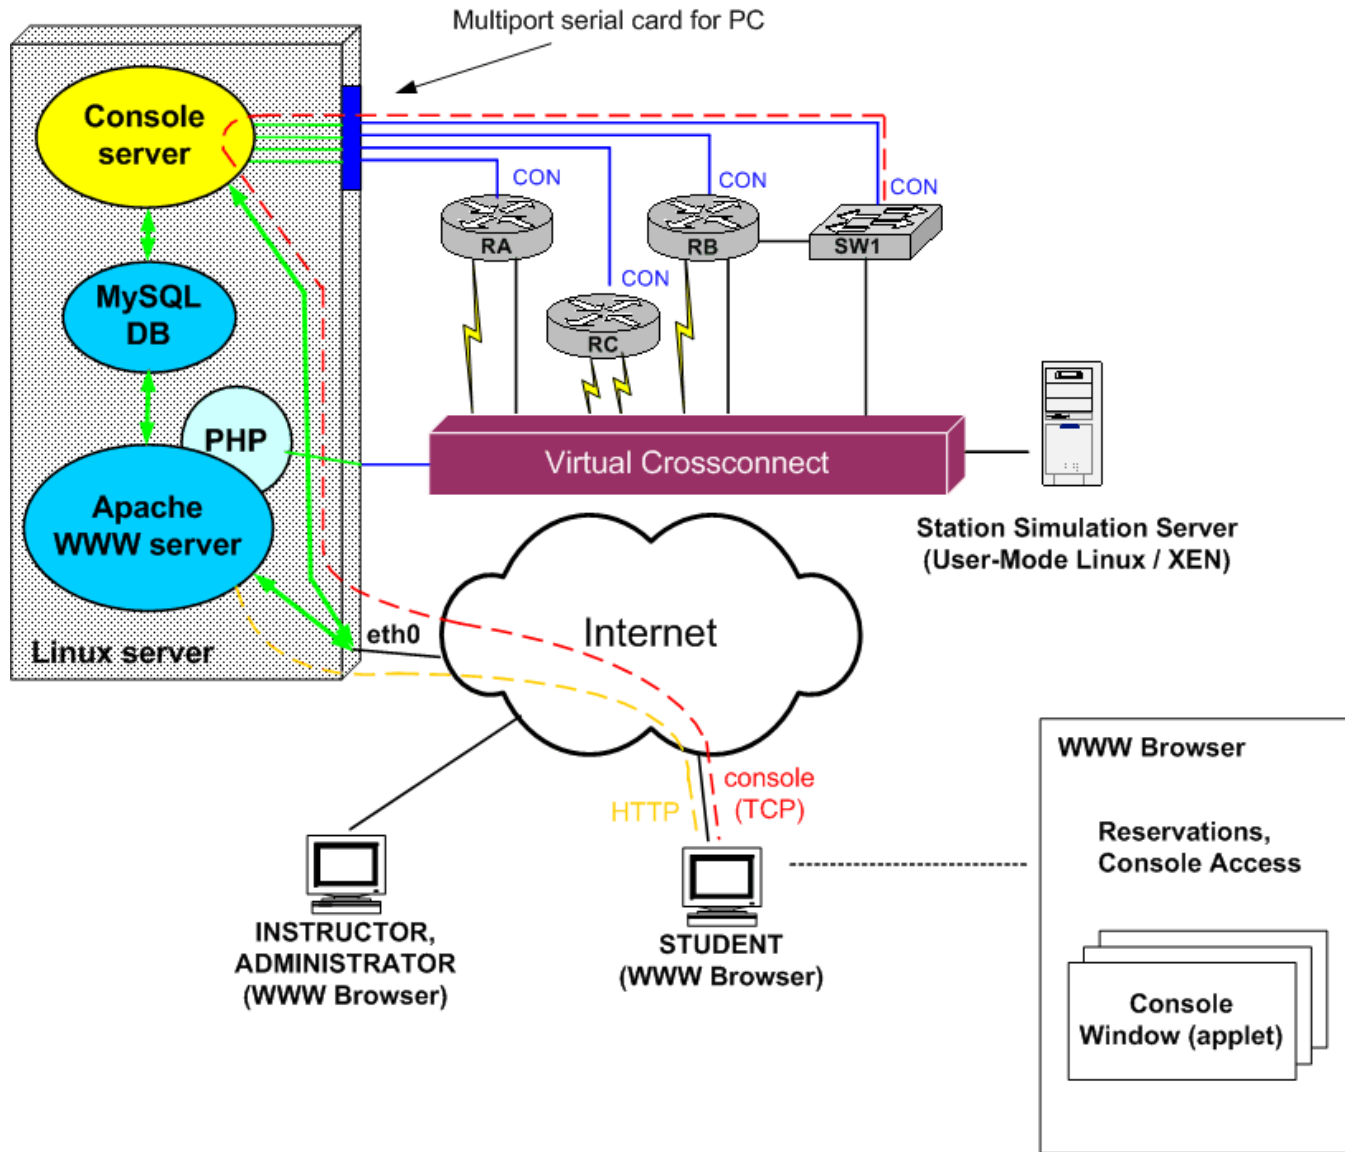 Multiport serial card for PC
Console
server
CON
CON
CON
RA
RB
SW1
CON
MySQL
DB
RC
PHP
Virtual Crossconnect
Apache
WWW server
Station Simulation Server
(User-Mode Linux / XEN)
Internet
eth0
Linux server
WWW Browser
console
(TCP)
HTTP
Reservations,
Console Access
INSTRUCTOR,
ADMINISTRATOR
(WWW Browser)
STUDENT
(WWW Browser)
Console
Window (applet)